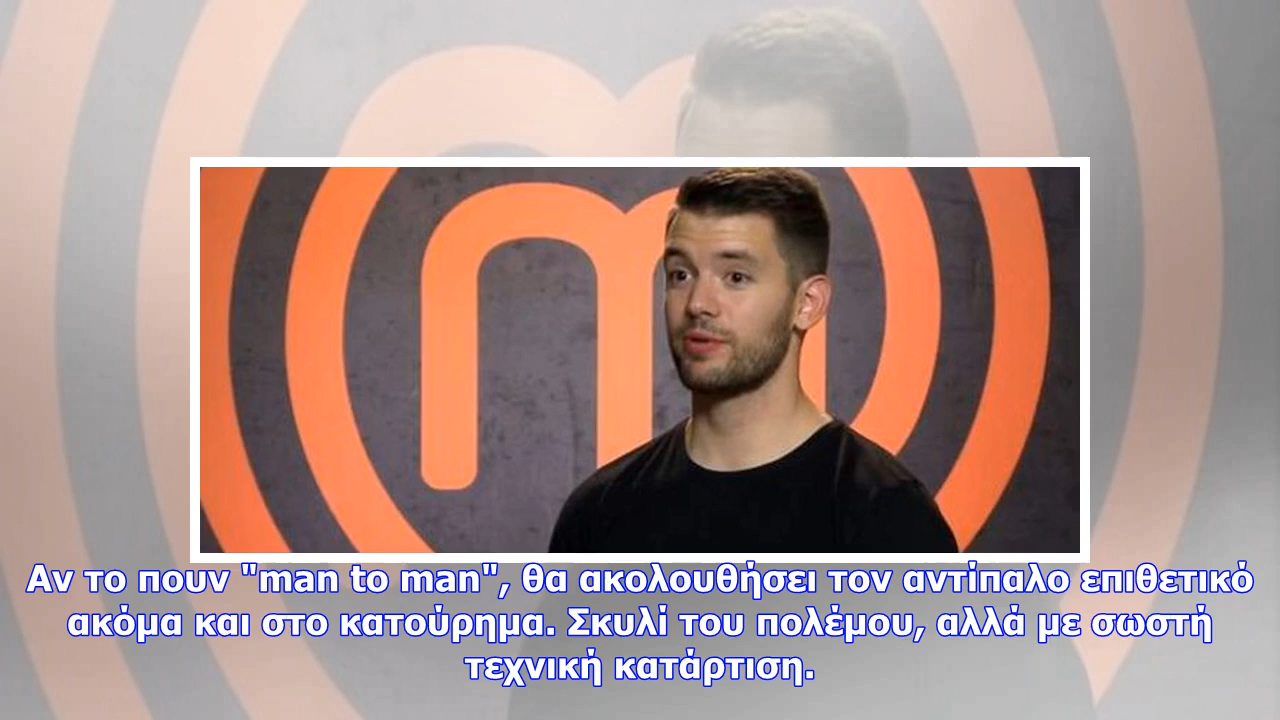 Αν το πουν "man to man", θα ακολουθήσει τον αντίπαλο επιθετικό
ακόμα και στο κατούρημα. Σκυλί του πολέμου, αλλά με σωστή
τεχνική κατάρτιση.